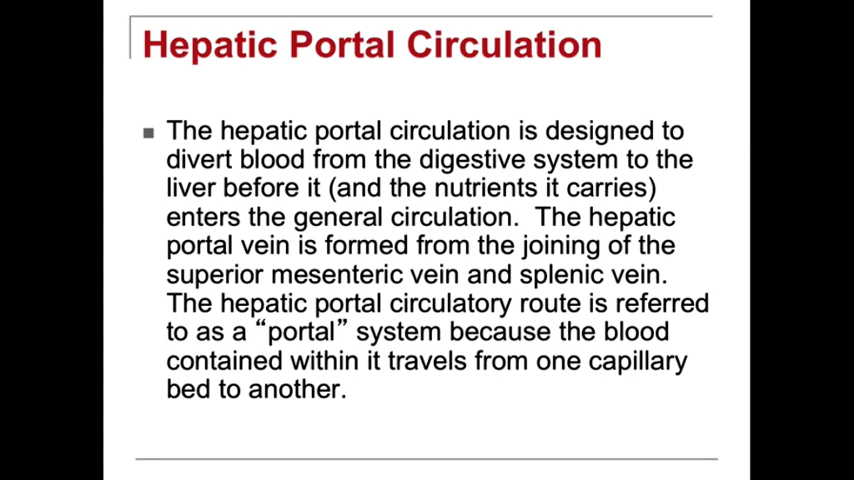 Hepatic Portal Circulation
The hepatic portal circulation is designed to
divert blood from the digestive system to the
liver before it (and the nutrients it carries)
enters the general circulation.  The hepatic
portal vein is formed from the joining of the
superior mesenteric vein and splenic vein.
The hepatic portal circulatory route is referred
to as a “portal” system because the blood
contained within it travels from one capillary
bed to another.